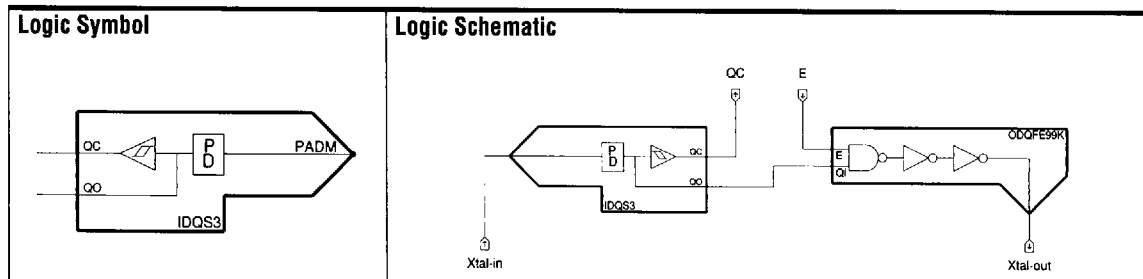 Logic Symbol
QC
P
D
PADM
QO
IDQS3
Logic Schematic
QC
E
ODQFE99K
P
D
QC
E
QI
QO
IDQS3
Xtal-in
Xtal-out